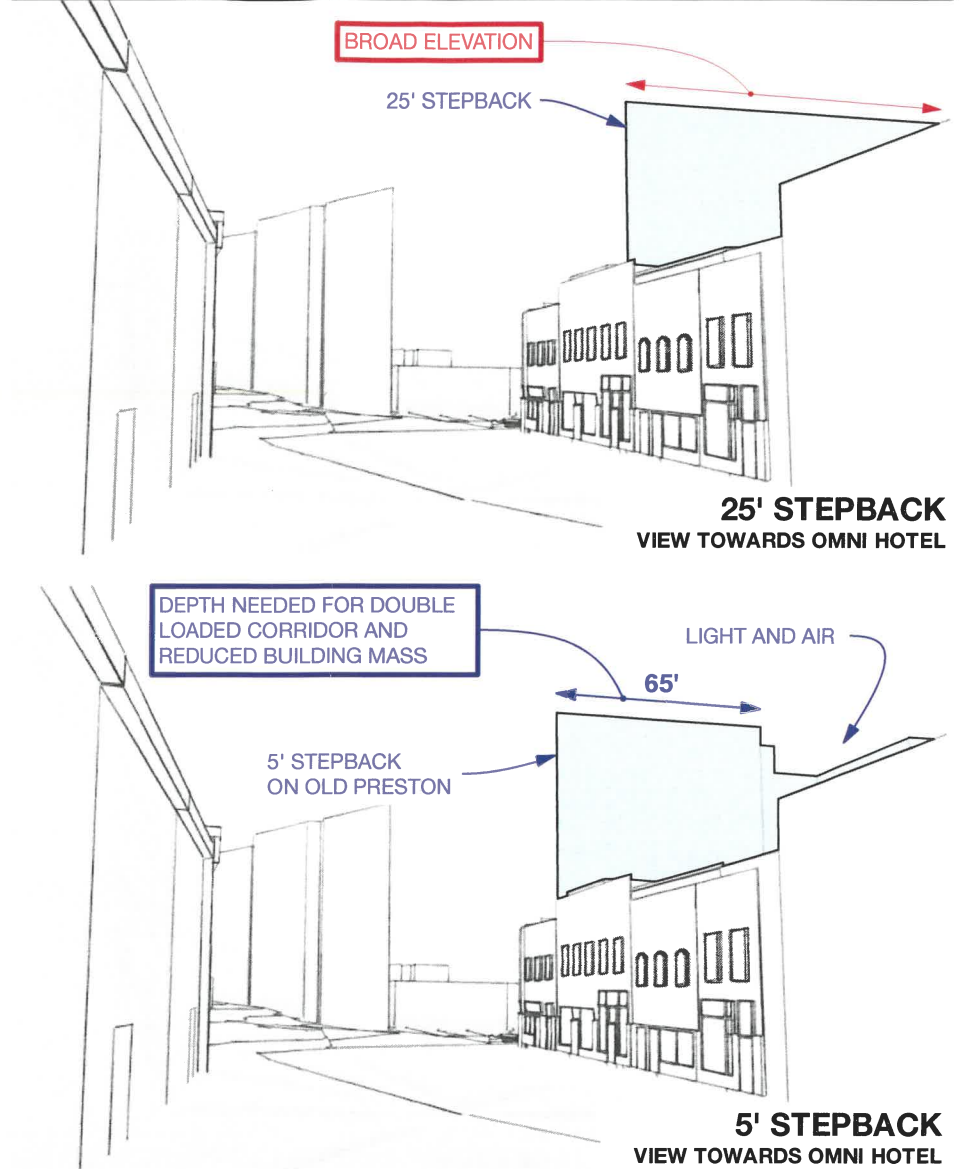 BROAD ELEVATION
25' STEPBACK
25' STEPBACK
VIEW TOWARDS OMNI HOTEL
DEPTH NEEDED FOR DOUBLE
LOADED CORRIDOR AND
REDUCED BUILDING MASS
LIGHT AND AIR
65'
5' STEPBACK
ON OLD PRESTON
5' STEPBACK
VIEW TOWARDS OMNI HOTEL